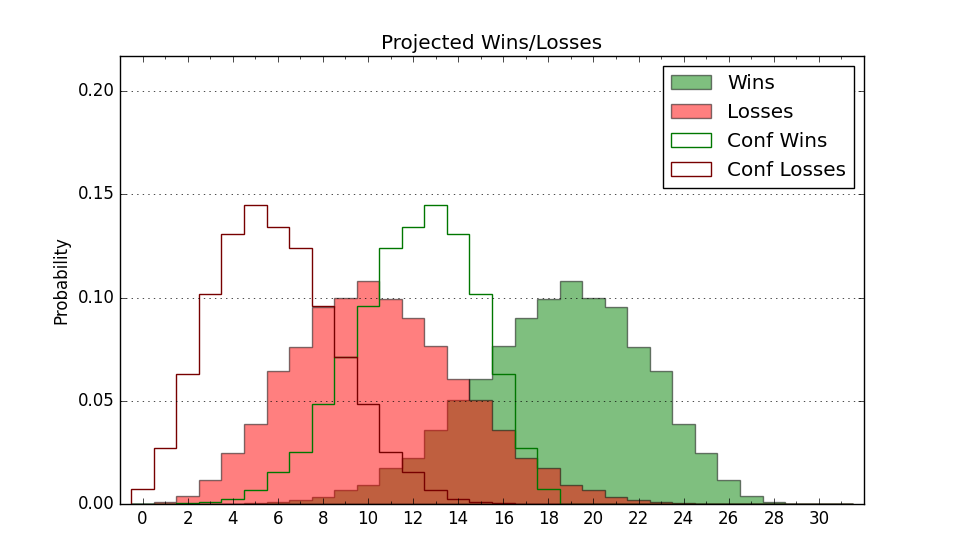 Projected Wins/Losses
Wins
Losses
Conf Wins
Conf Losses
Probability
0.20
0.15
0.10
0.05
0.00
0 2 4 6 8 10 12 14 16 18 20 22 24 26 28 30